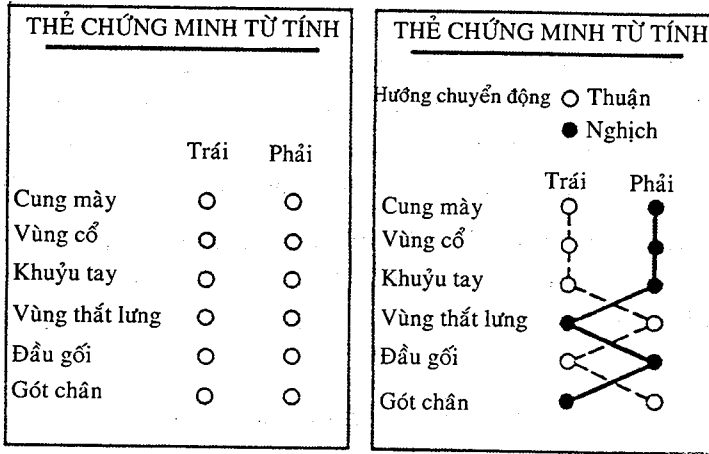 THẺ CHỨNG MINH TỪ TÍNH
Trái Phải
Cung mày
Vùng cổ
Khuỷu tay
Vùng thắt lưng
Đầu gối
Gót chân
THẺ CHỨNG MINH TỪ TÍNH
Hướng chuyển động Thuận
Nghịch
Trái Phải
Cung mày
Vùng cổ
Khuỷu tay
Vùng thắt lưng
Đầu gối
Gót chân